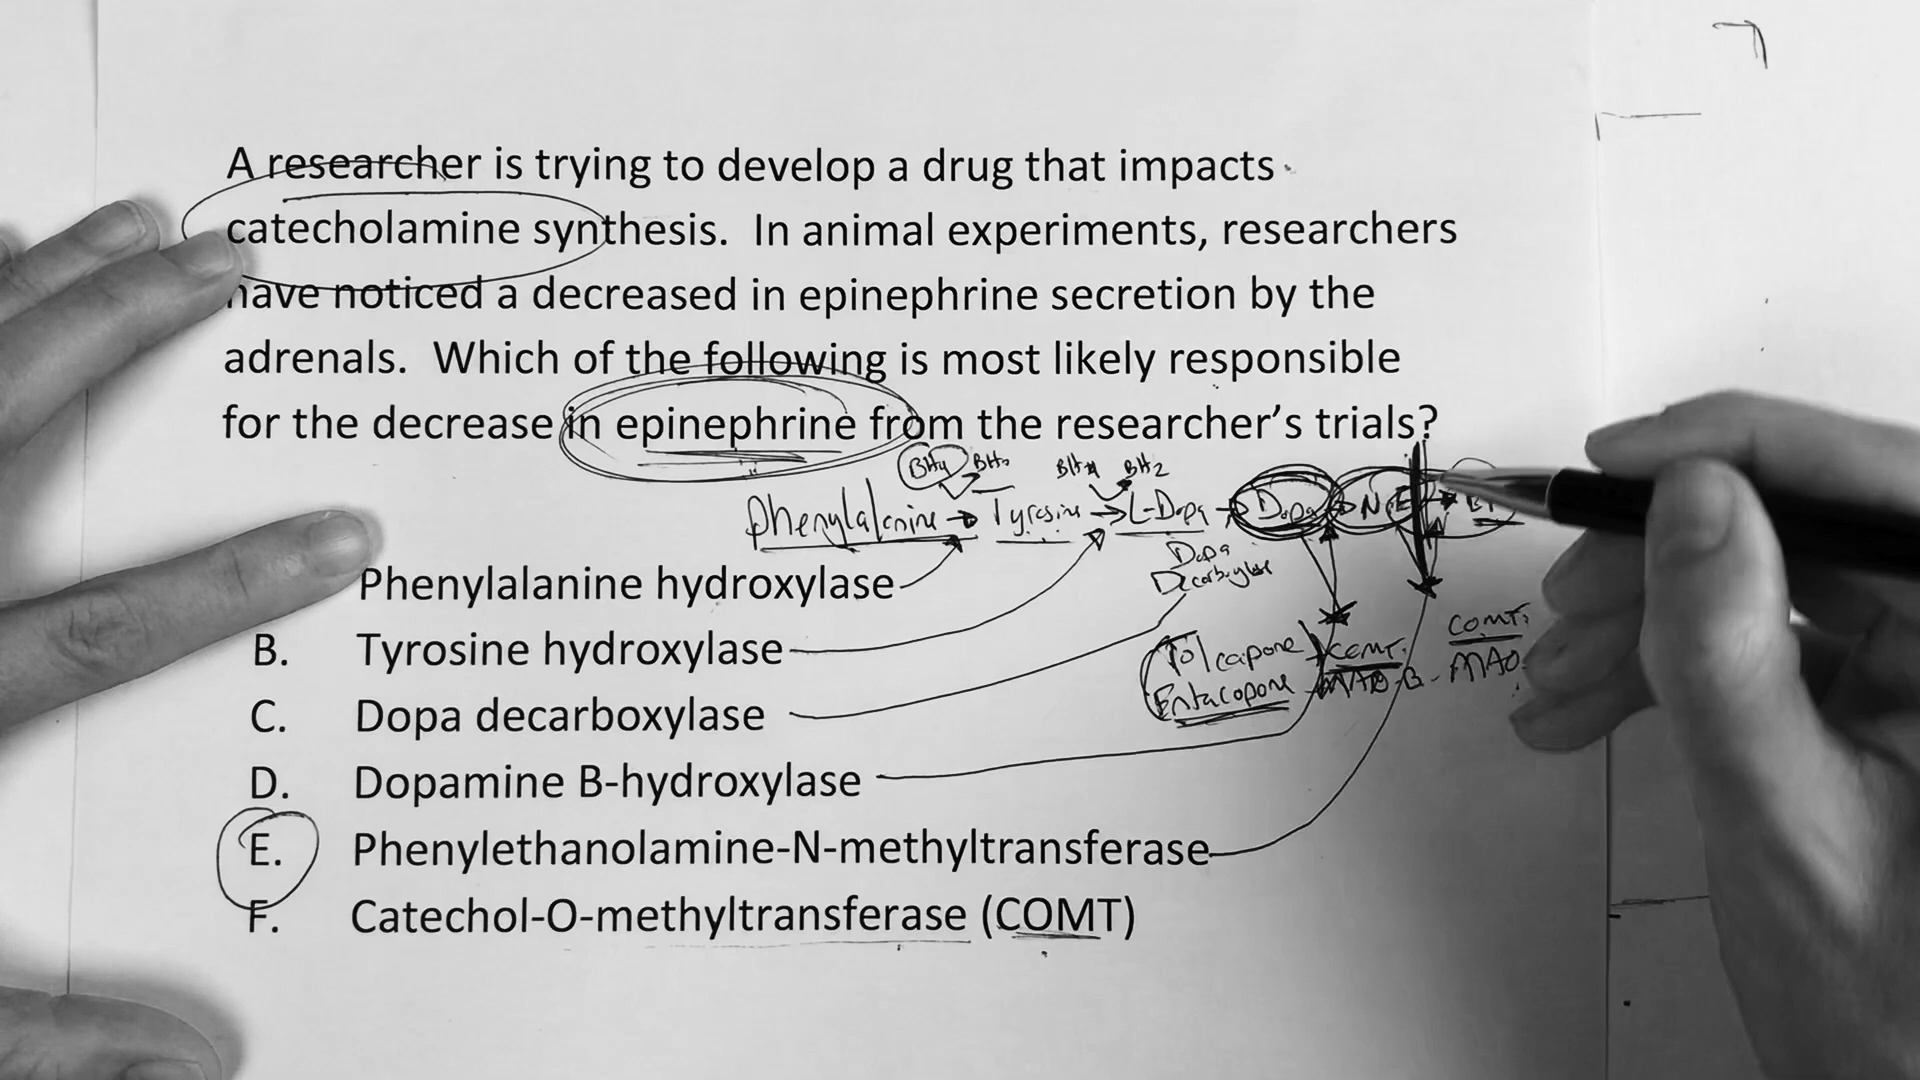 A researcher is trying to develop a drug that impacts
catecholamine synthesis. In animal experiments, researchers
have noticed a decreased in epinephrine secretion by the
adrenals. Which of the following is most likely responsible
for the decrease in epinephrine from the researcher's trials?
BH4 BH2 BH4 BH2
Phenylalanine → Tyrosine → L-Dopa → Dopa → NE →
Dopa
Decarboxylase
Phenylalanine hydroxylase
B. Tyrosine hydroxylase
Tolcapone COMT. COMT.
Entacapone MAO-B- MAO.
C. Dopa decarboxylase
D. Dopamine B-hydroxylase
E. Phenylethanolamine-N-methyltransferase
F. Catechol-O-methyltransferase (COMT)